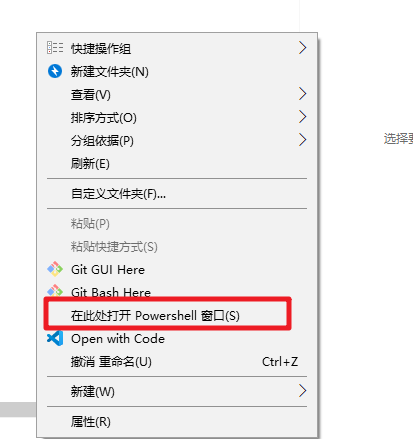 快捷操作组
新建文件夹(N)
查看(V)
排序方式(O)
选择要
分组依据(P)
刷新(E)
自定义文件夹(F)...
粘贴(P)
粘贴快捷方式(S)
Git GUI Here
Git Bash Here
在此处打开 Powershell 窗口(S)
Open with Code
撤消 重命名(U) Ctrl+Z
新建(W)
属性(R)